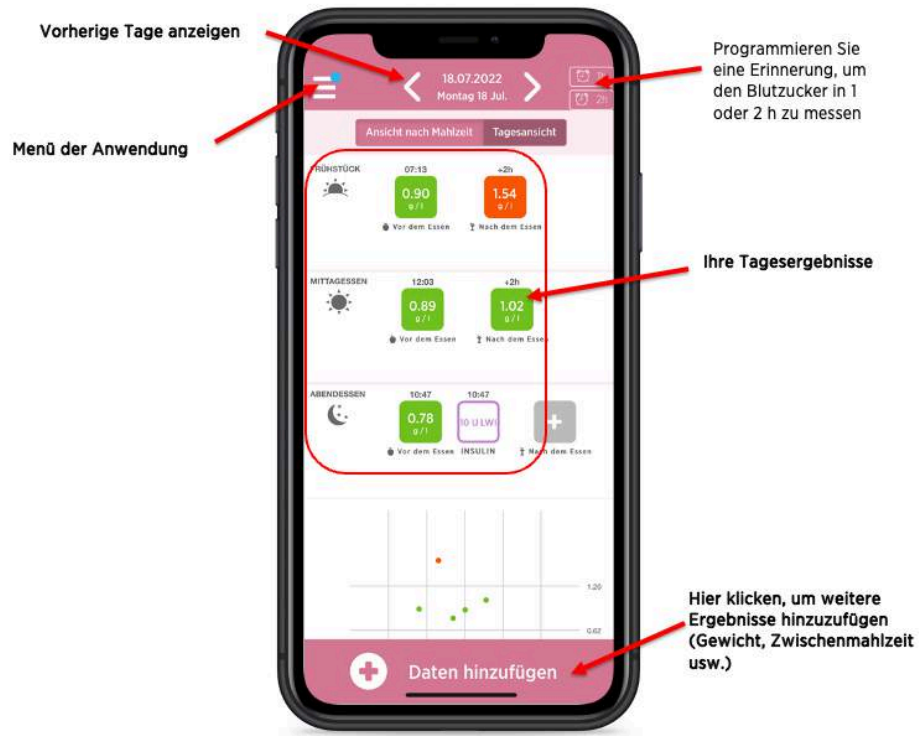 Vorherige Tage anzeigen
Menü der Anwendung
Programmieren Sie
eine Erinnerung, um
den Blutzucker in 1
oder 2 h zu messen
18.07.2022
Montag 18 Jul.
2h
Ansicht nach Mahlzeit
Tagesansicht
FRÜHSTÜCK
07:13
+2h
0.90
g/l
1.54
g/l
Vor dem Essen
Nach dem Essen
Ihre Tagesergebnisse
MITTAGESSEN
12:03
+2h
0.89
g/l
1.02
g/l
Vor dem Essen
Nach dem Essen
ABENDESSEN
10:47
10:47
0.78
g/l
10 U LWI
+
Vor dem Essen
INSULIN
Nach dem Essen
1.20
0.62
Hier klicken, um weitere
Ergebnisse hinzuzufügen
(Gewicht, Zwischenmahlzeit
usw.)
Daten hinzufügen